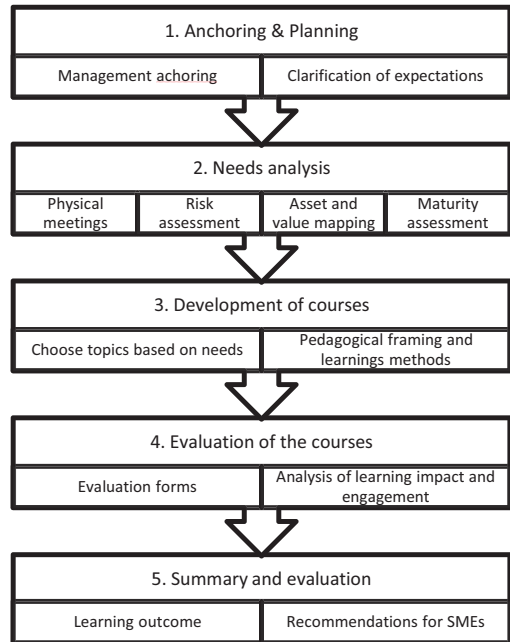 1. Anchoring & Planning
Management achoring
Clarification of expectations
2. Needs analysis
Physical
meetings
Risk
assessment
Asset and
value mapping
Maturity
assessment
3. Development of courses
Choose topics based on needs
Pedagogical framing and
learnings methods
4. Evaluation of the courses
Evaluation forms
Analysis of learning impact and
engagement
5. Summary and evaluation
Learning outcome
Recommendations for SMEs